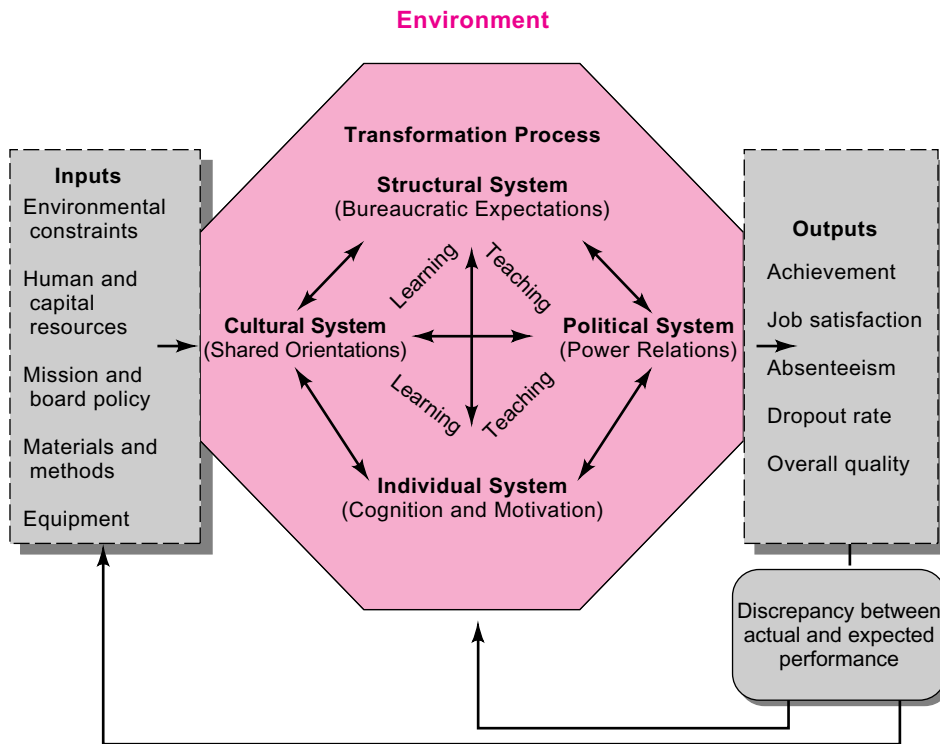 Environment
Inputs
Environmental
constraints
Human and
capital
resources
Mission and
board policy
Materials and
methods
Equipment
Transformation Process
Structural System
(Bureaucratic Expectations)
Learning
Teaching
Cultural System
(Shared Orientations)
Political System
(Power Relations)
Learning
Teaching
Individual System
(Cognition and Motivation)
Outputs
Achievement
Job satisfaction
Absenteeism
Dropout rate
Overall quality
Discrepancy between
actual and expected
performance